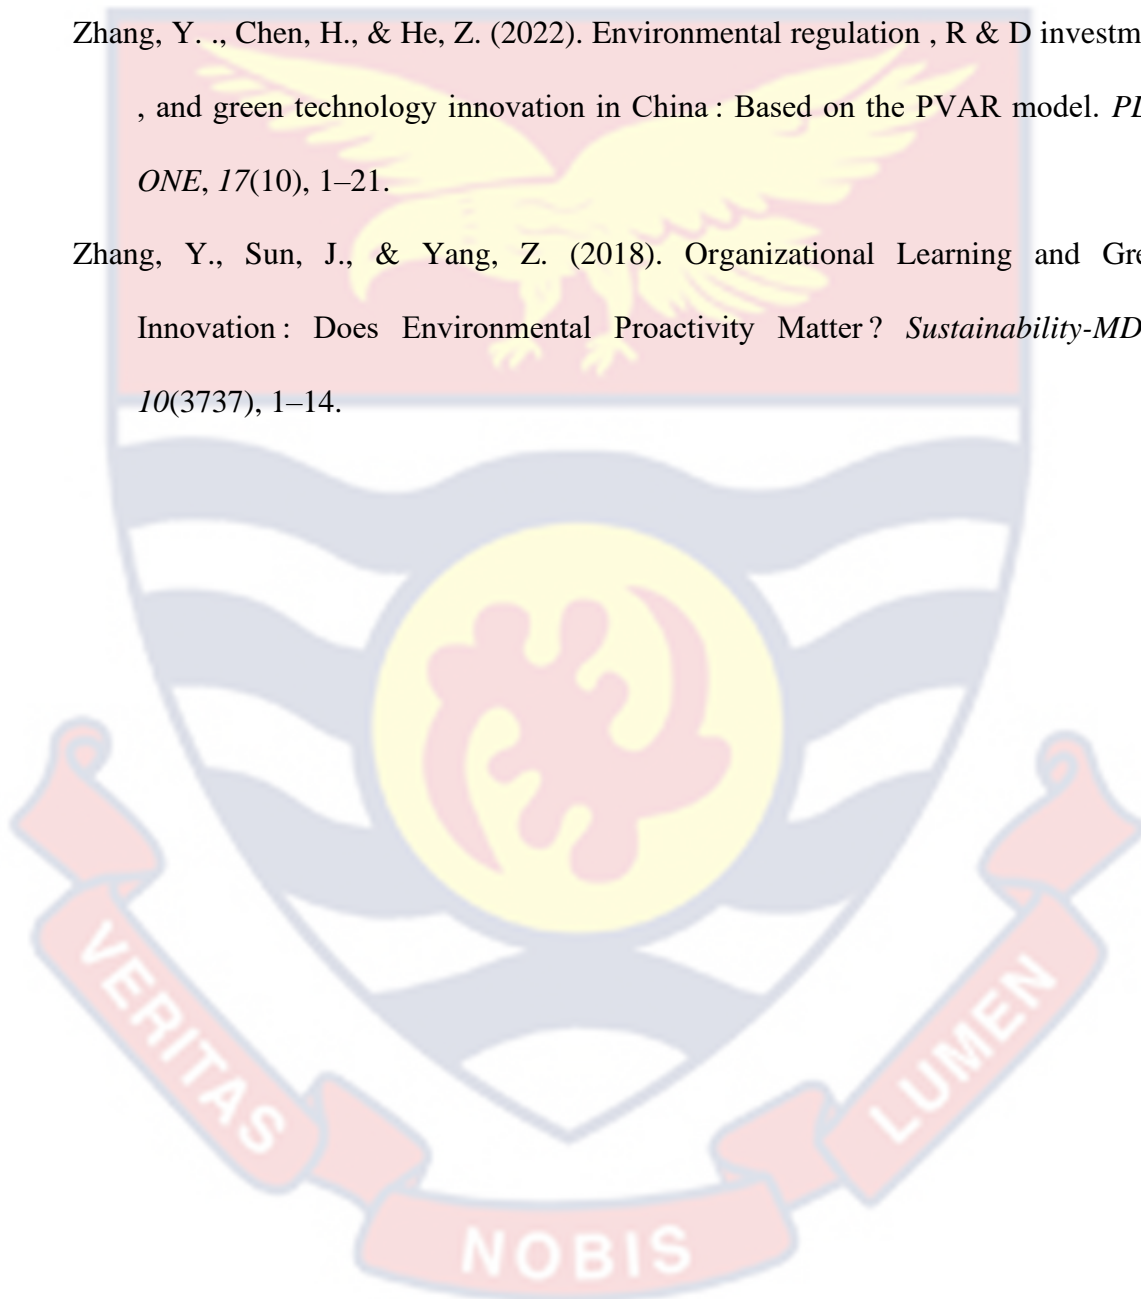 Zhang, Y. ., Chen, H., & He, Z. (2022). Environmental regulation , R & D investm
, and green technology innovation in China : Based on the PVAR model.
ONE, 17(10), 1–21.
Zhang, Y., Sun, J., & Yang, Z. (2018). Organizational Learning and Gre
Innovation : Does Environmental Proactivity Matter ? Sustainability-MD
10(3737), 1–14.
VERITAS
NOBIS
LUMEN